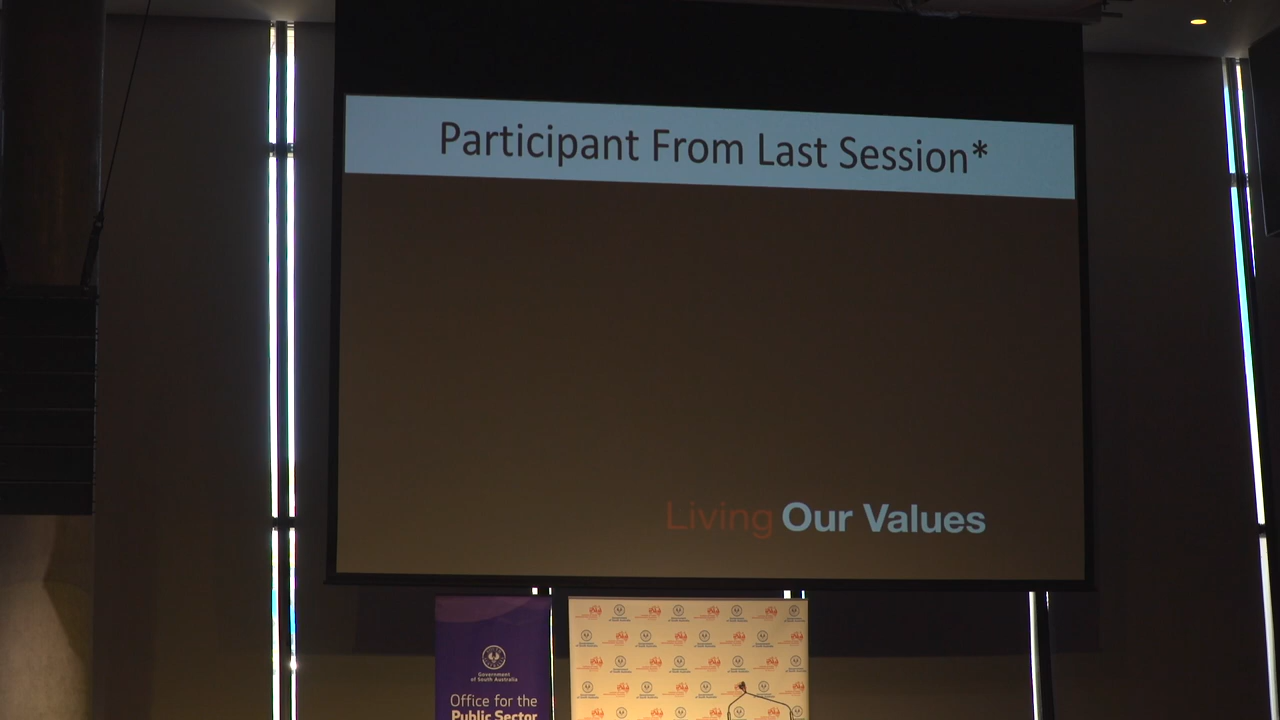 Participant From Last Session*
Living Our Values
Government
of South Australia
Office for the
Public Sector